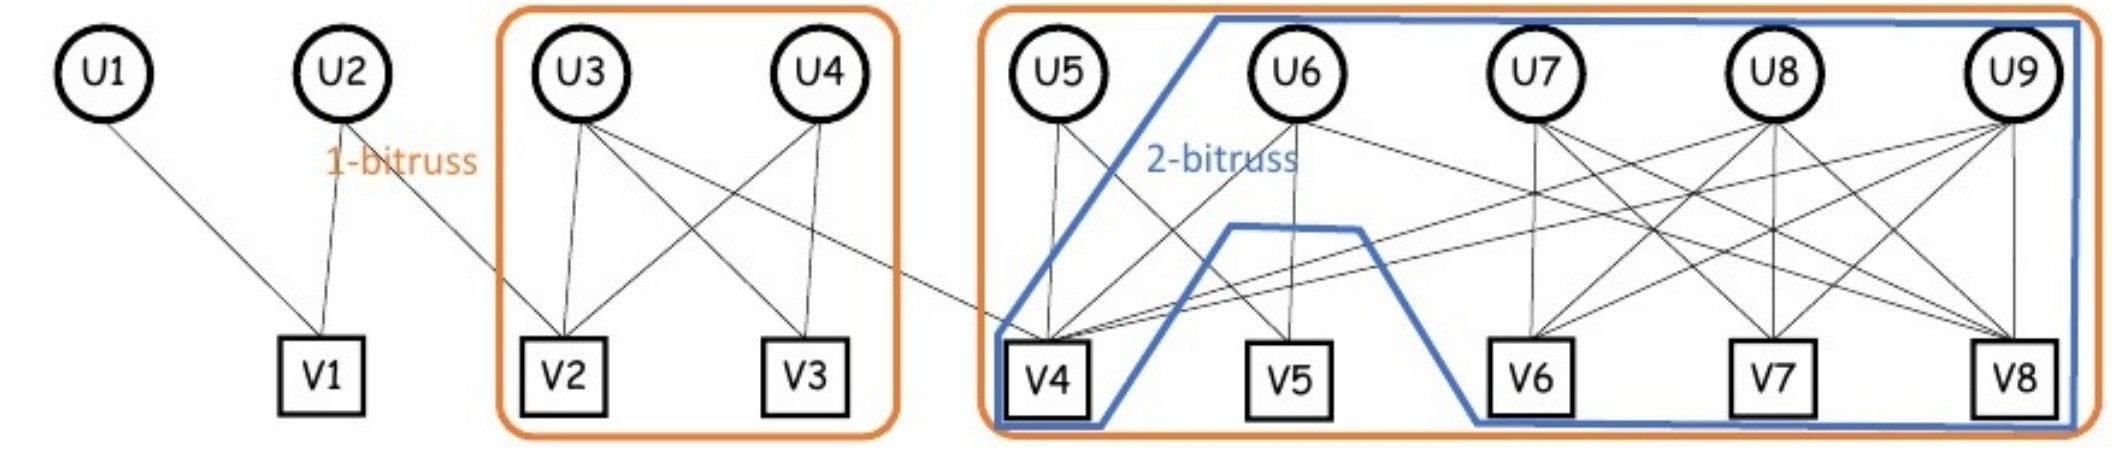 U1 U2 U3 U4 U5 U6 U7 U8 U9
1-bitruss 2-bitruss
V1 V2 V3 V4 V5 V6 V7 V8